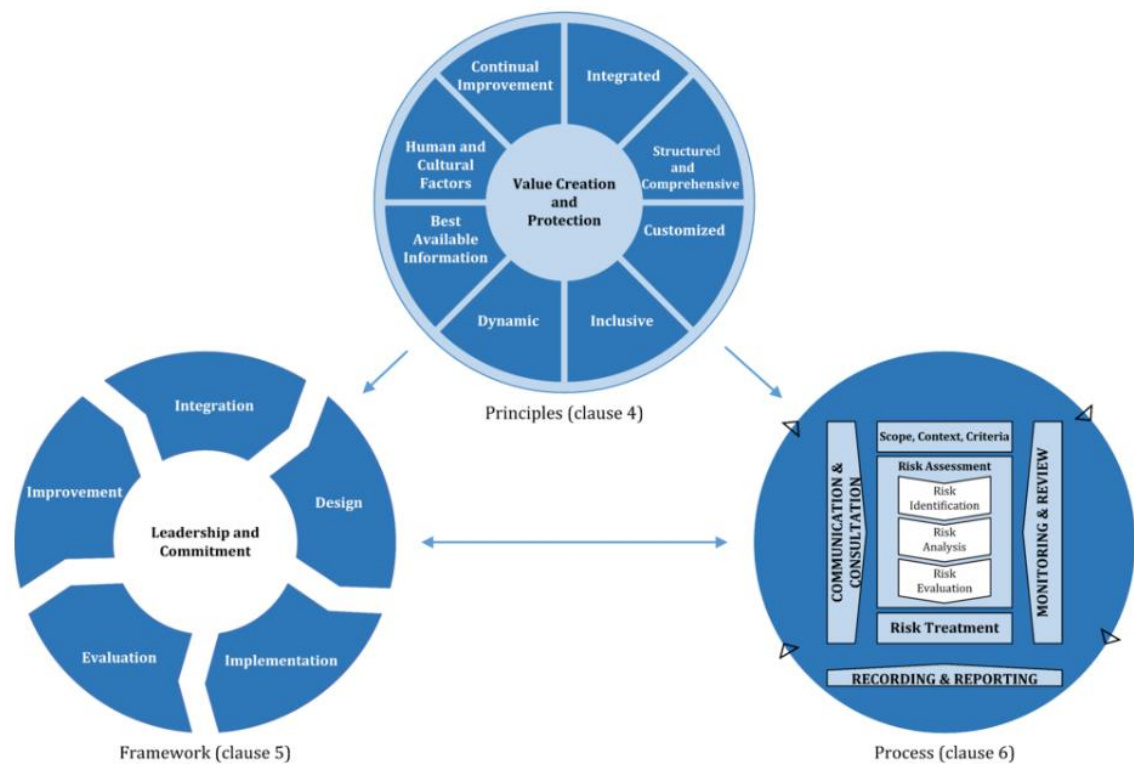 Continual
Improvement
Integrated
Structured
and
Comprehensive
Customized
Inclusive
Dynamic
Best
Available
Information
Human and
Cultural
Factors
Value Creation
and
Protection
Principles (clause 4)
Integration
Design
Implementation
Evaluation
Improvement
Leadership and
Commitment
Framework (clause 5)
Scope, Context, Criteria
Risk Assessment
Risk
Identification
Risk
Analysis
Risk
Evaluation
Risk Treatment
COMMUNICATION &
CONSULTATION
MONITORING & REVIEW
RECORDING & REPORTING
Process (clause 6)